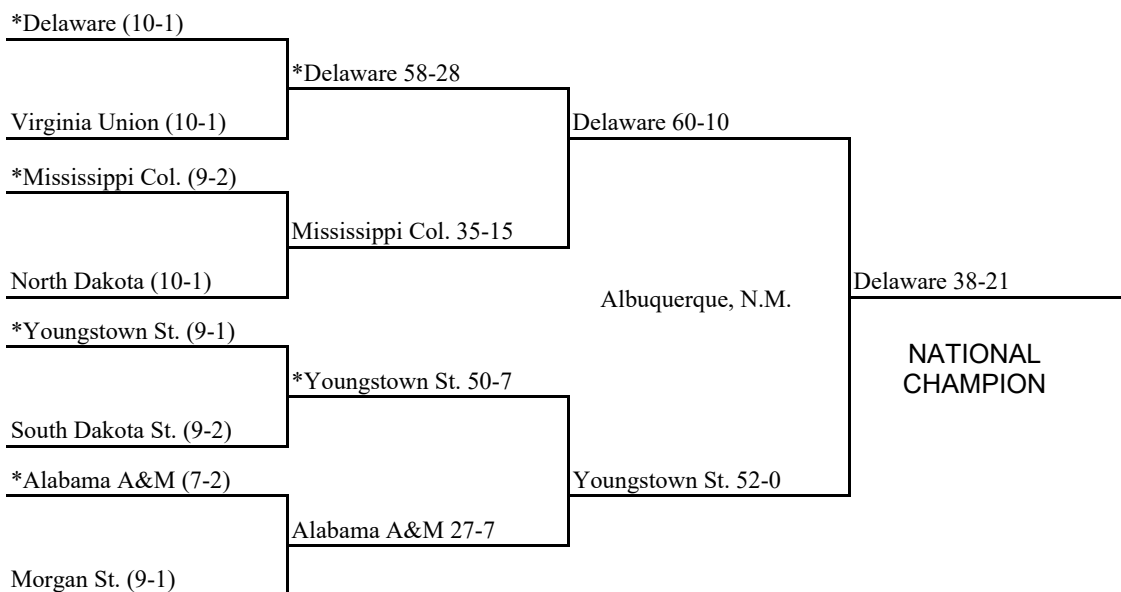 *Delaware (10-1)
*Delaware 58-28
Virginia Union (10-1)
Delaware 60-10
*Mississippi Col. (9-2)
Mississippi Col. 35-15
North Dakota (10-1)
Albuquerque, N.M.
Delaware 38-21
*Youngstown St. (9-1)
NATIONAL
CHAMPION
*Youngstown St. 50-7
South Dakota St. (9-2)
*Alabama A&M (7-2)
Youngstown St. 52-0
Alabama A&M 27-7
Morgan St. (9-1)